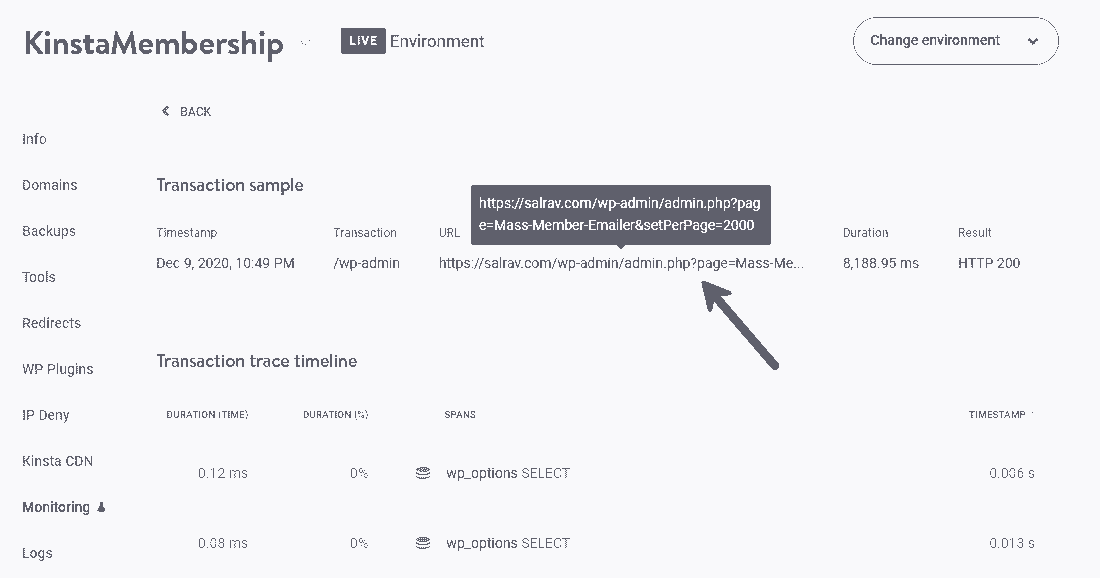 KinstaMembership
LIVE Environment
Change environment
BACK
Info
Domains
Backups
Tools
Redirects
WP Plugins
IP Deny
Kinsta CDN
Monitoring
Logs
Transaction sample
https://salrav.com/wp-admin/admin.php?pag
e=Mass-Member-Emailer&setPerPage=2000
Timestamp Transaction URL Duration Result
Dec 9, 2020, 10:49 PM /wp-admin https://salrav.com/wp-admin/admin.php?page=Mass-Me... 8,188.95 ms HTTP 200
Transaction trace timeline
DURATION (TIME) DURATION (%) SPANS TIMESTAMP
0.12 ms 0% wp_options SELECT 0.006 s
0.08 ms 0% wp_options SELECT 0.013 s